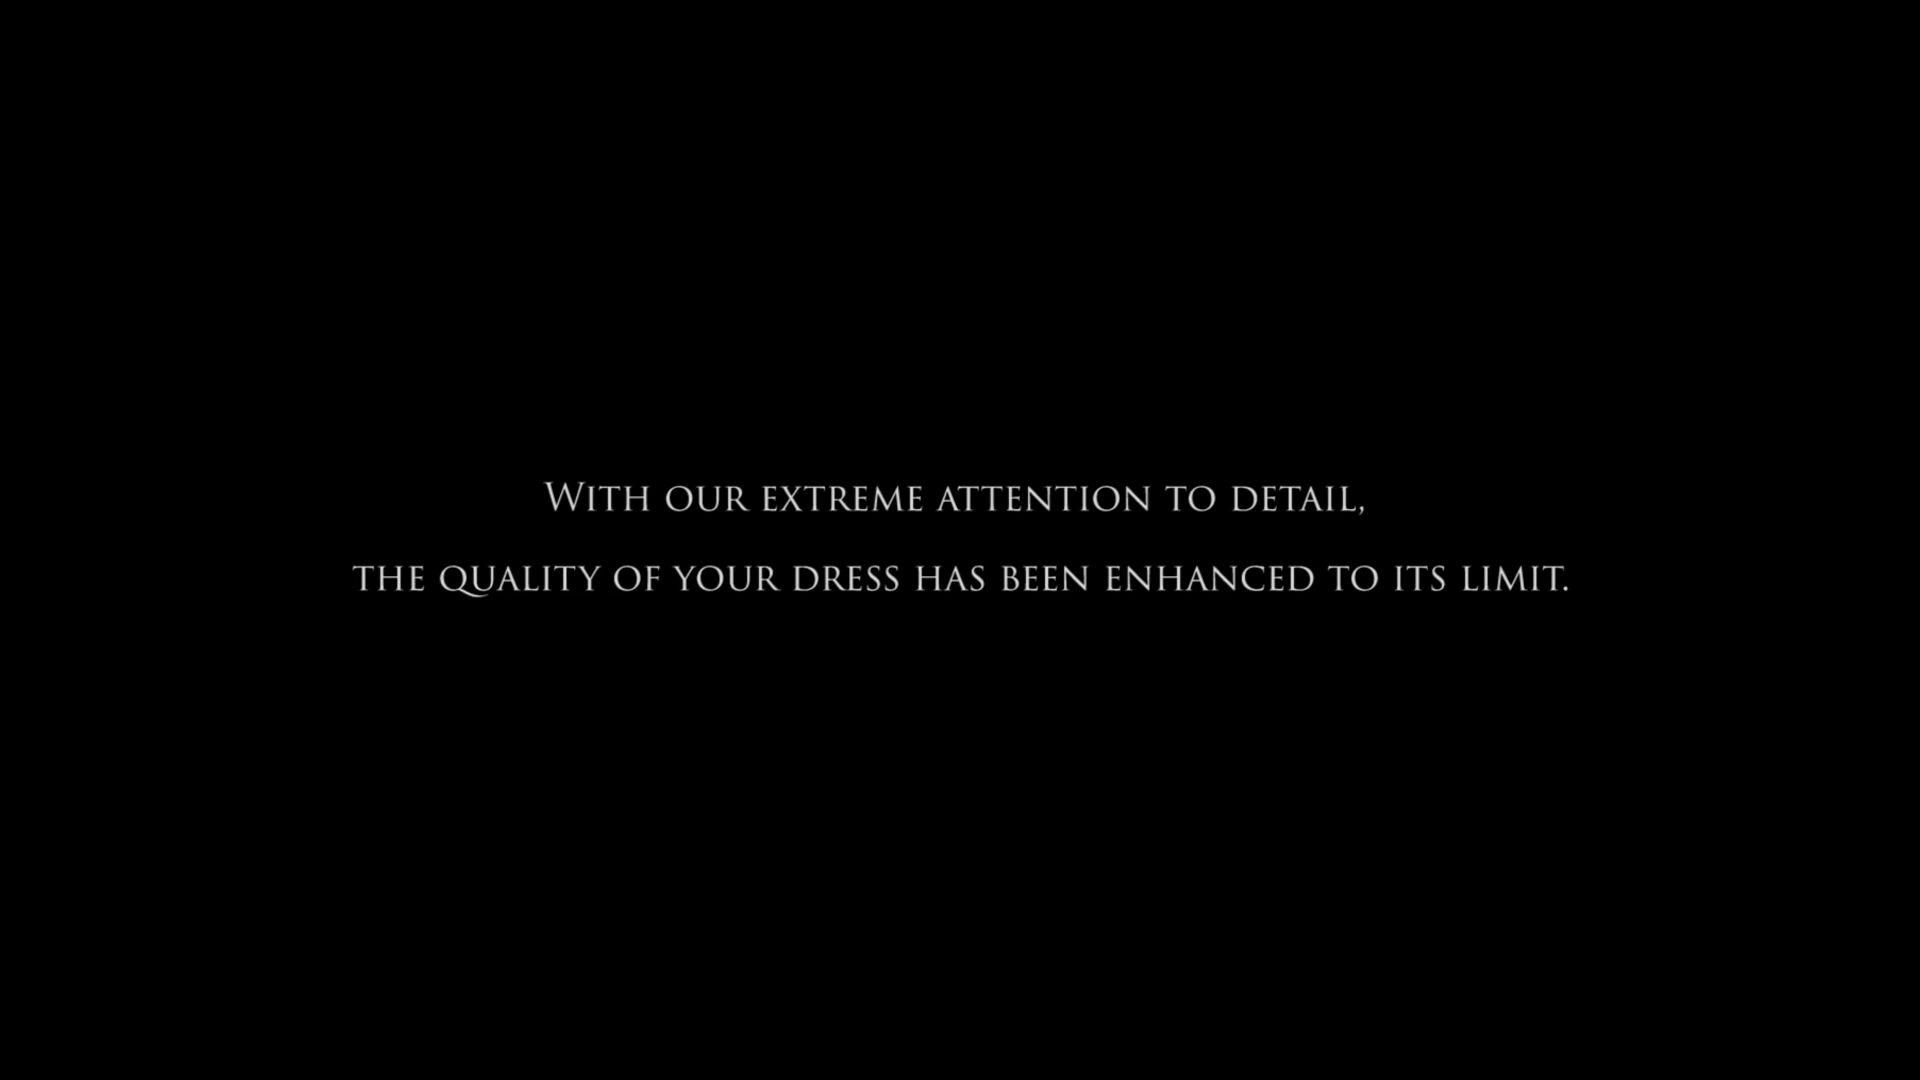 With our extreme attention to detail,
the quality of your dress has been enhanced to its limit.